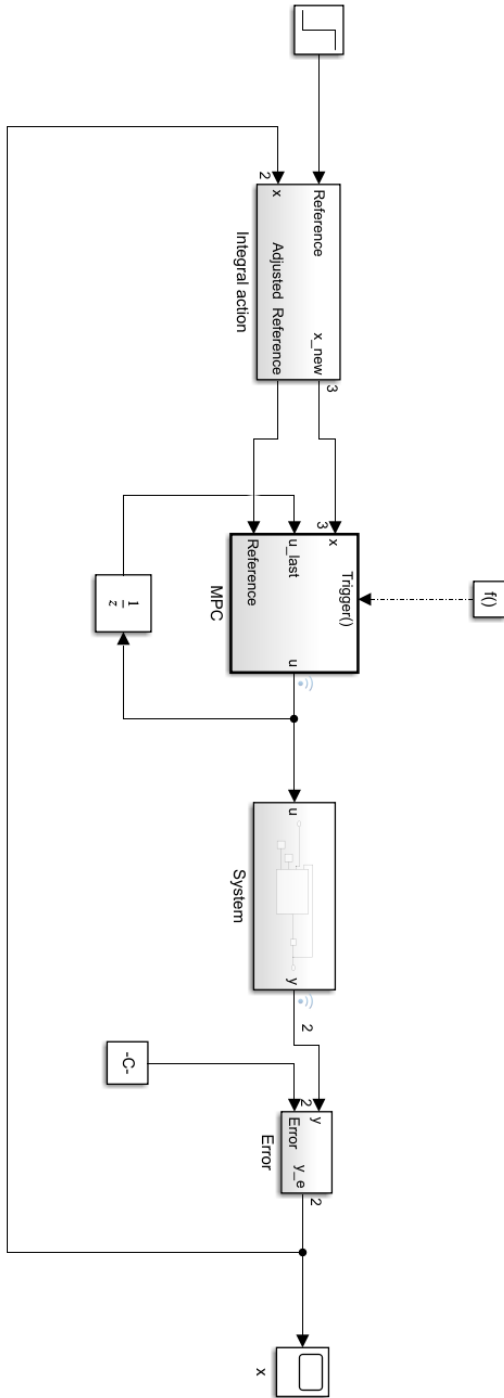 Reference
x
2
x_new
Adjusted Reference
3
Integral action
f()
Trigger()
x
3
u_last
Reference
u
MPC
1
z
u
y
2
System
-C-
y
2
Error
y_e
2
Error
x